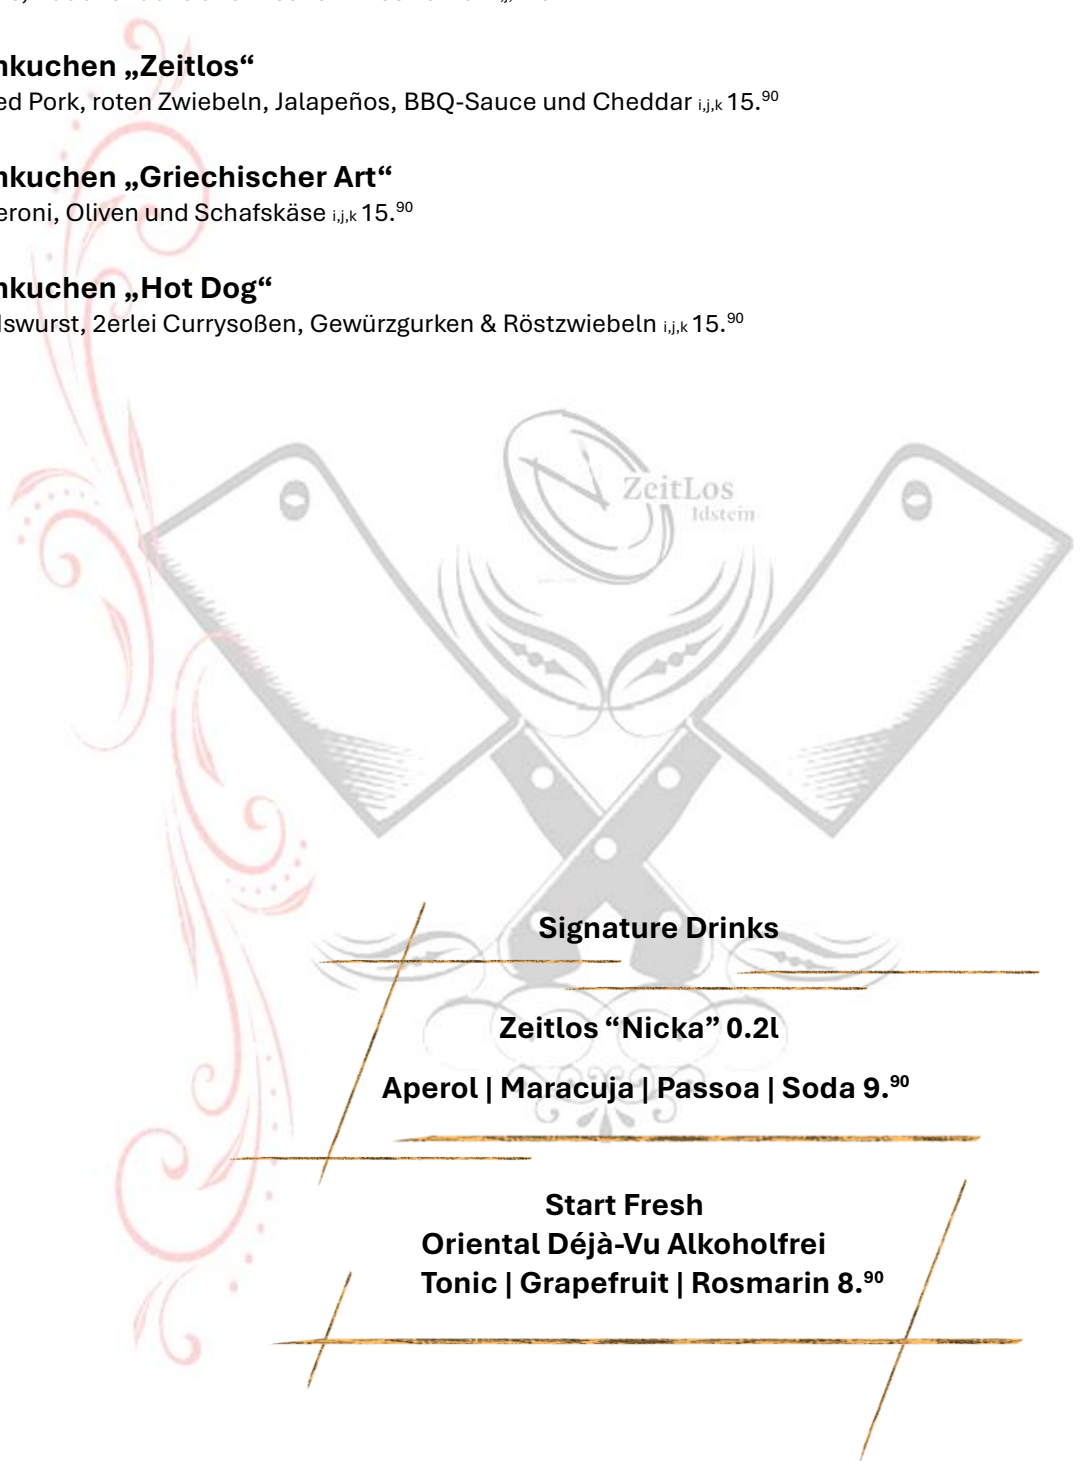 nkuchen „Zeitlos“
ed Pork, roten Zwiebeln, Jalapeños, BBQ-Sauce und Cheddar i,j,k 15.90
nkuchen „Griechischer Art“
eroni, Oliven und Schafskäse i,j,k 15.90
nkuchen „Hot Dog“
dswurst, 2erlei Currysoßen, Gewürzgurken & Röstzwiebeln i,j,k 15.90
ZeitLos
Idstein
Signature Drinks
Zeitlos “Nicka” 0.2l
Aperol | Maracuja | Passoa | Soda 9.90
Start Fresh
Oriental Déjà-Vu Alkoholfrei
Tonic | Grapefruit | Rosmarin 8.90